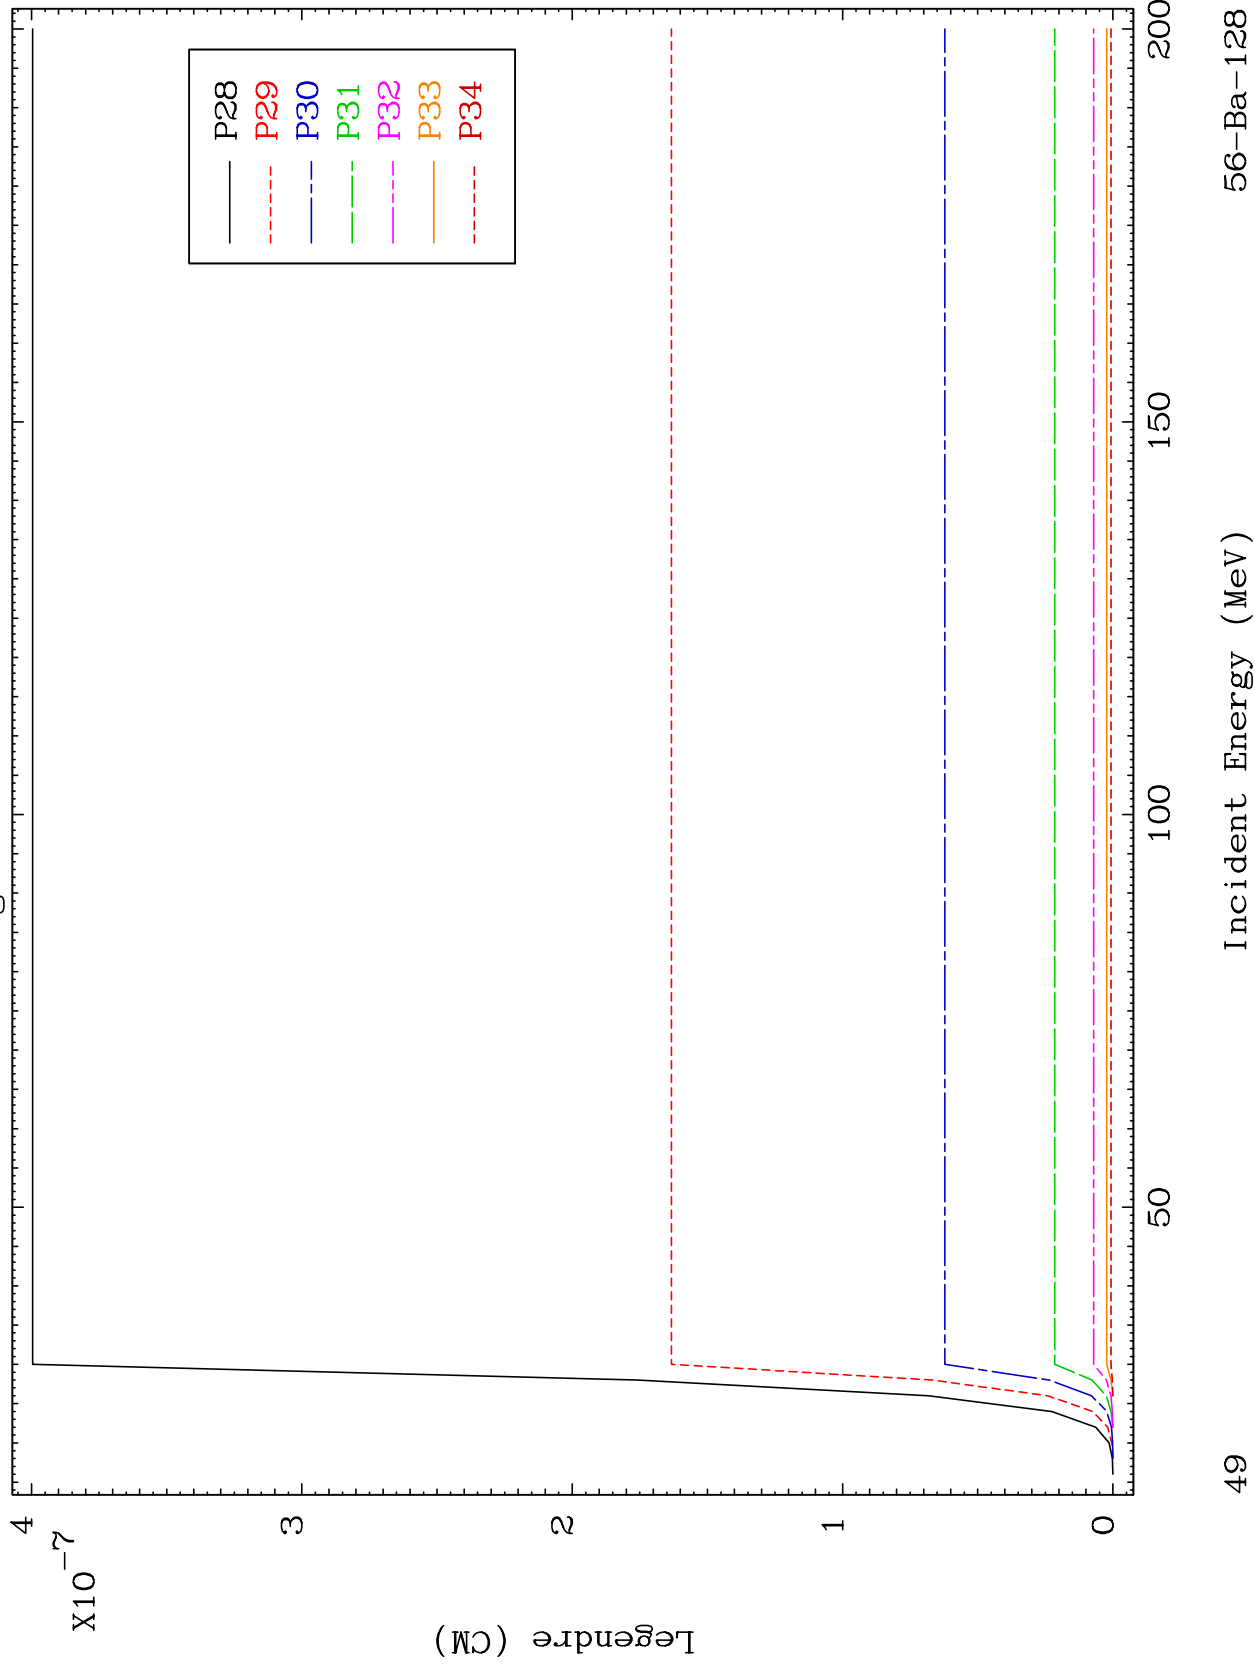 4
3
2
1
0
X10-7
Legendre (CM)
P28
P29
P30
P31
P32
P33
P34
50
100
150
200
Incident Energy (MeV)
49
56-Ba-128